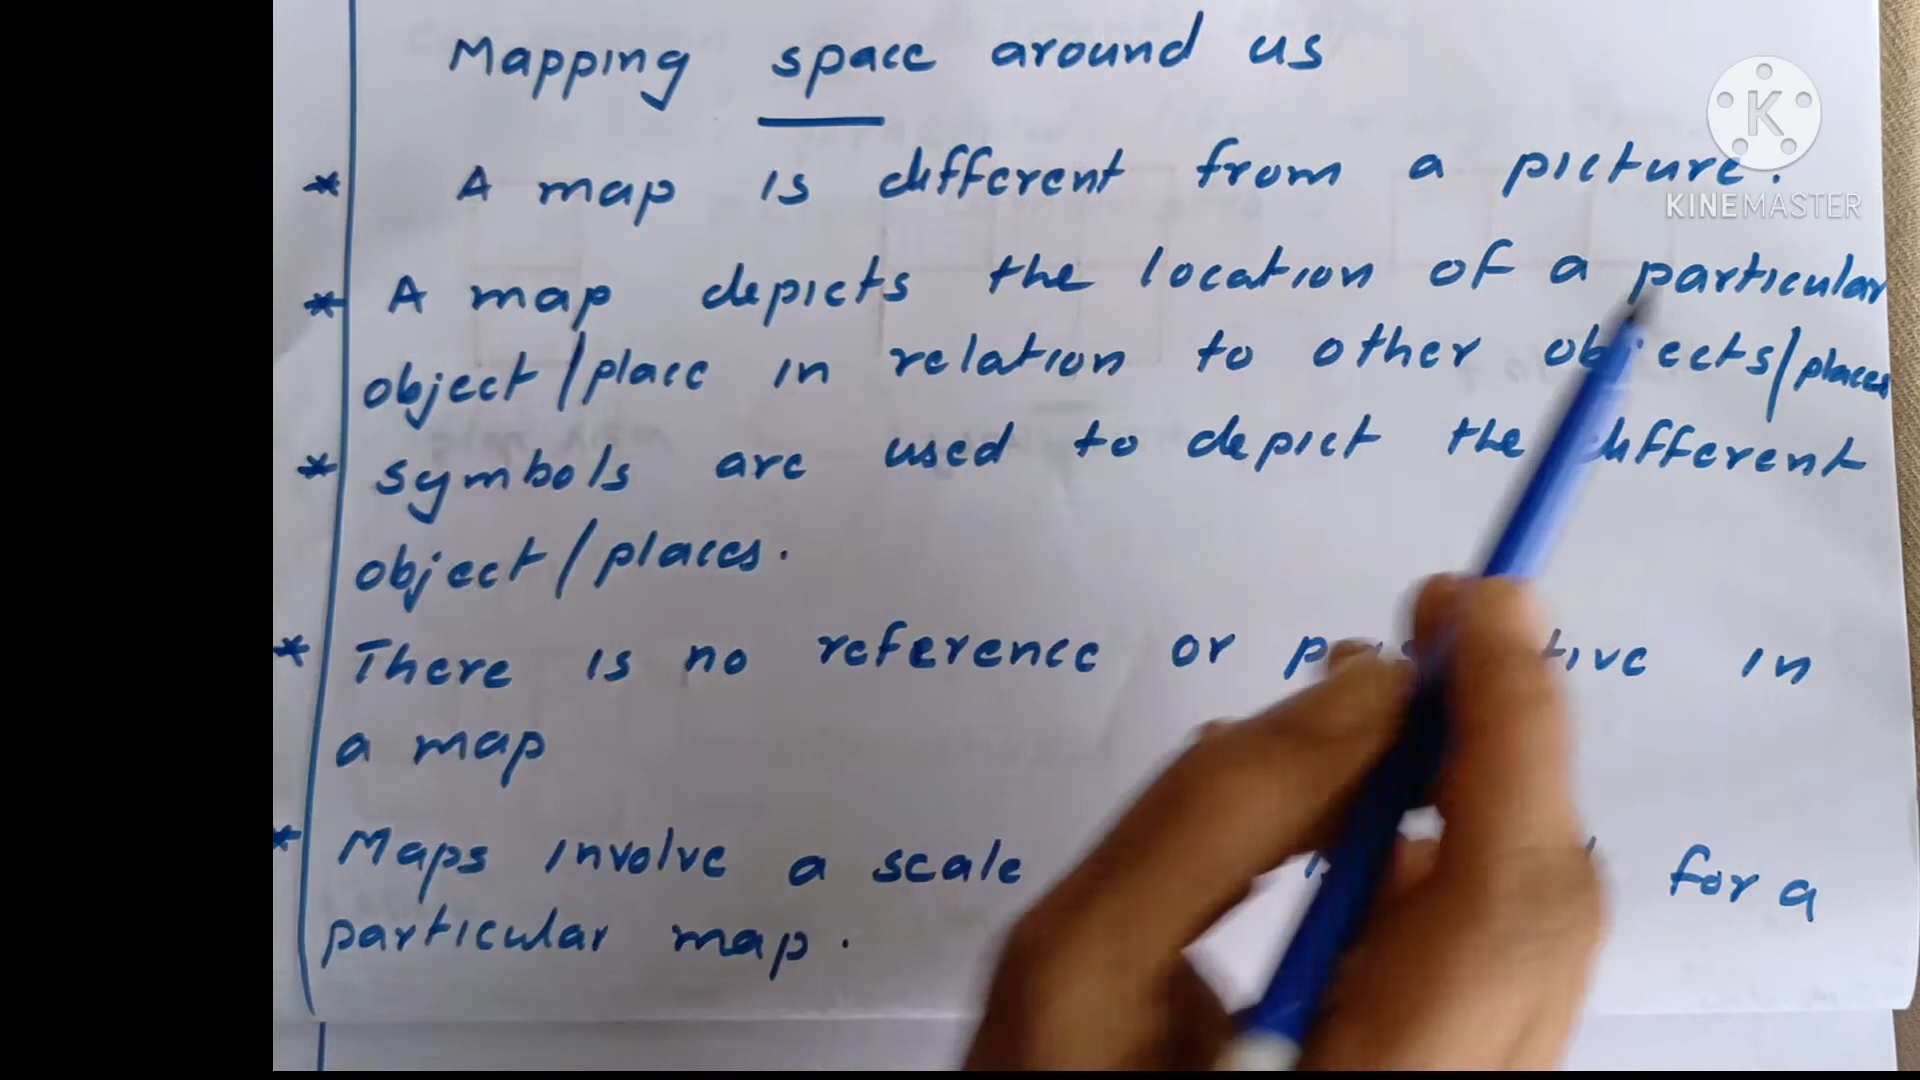 Mapping space around us
* A map is different from a picture.
K
KINEMASTER
* A map depicts the location of a particular
object/place in relation to other objects/places
* symbols are used to depict the different
object/places.
* There is no reference or in
a map
* Maps involve a scale for a
particular map.